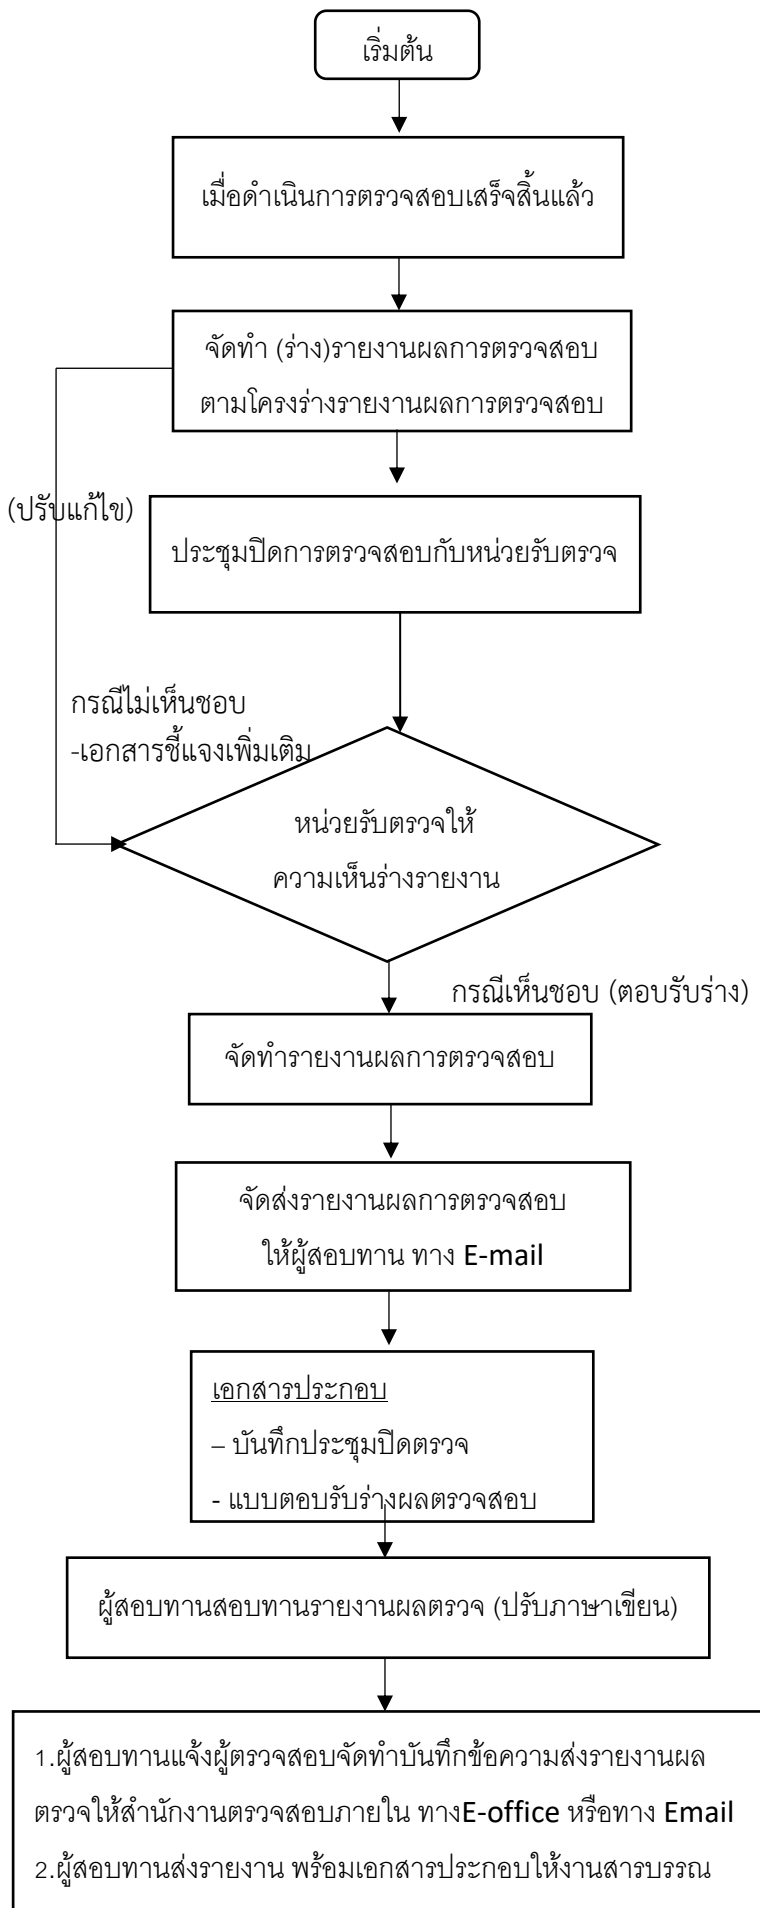 เริ่มต้น
เมื่อดำเนินการตรวจสอบเสร็จสิ้นแล้ว
จัดทำ (ร่าง)รายงานผลการตรวจสอบ
ตามโครงร่างรายงานผลการตรวจสอบ
(ปรับแก้ไข)
ประชุมปิดการตรวจสอบกับหน่วยรับตรวจ
กรณีไม่เห็นชอบ
-เอกสารชี้แจงเพิ่มเติม
หน่วยรับตรวจให้
ความเห็นร่างรายงาน
กรณีเห็นชอบ (ตอบรับร่าง)
จัดทำรายงานผลการตรวจสอบ
จัดส่งรายงานผลการตรวจสอบ
ให้ผู้สอบทาน ทาง E-mail
เอกสารประกอบ
– บันทึกประชุมปิดตรวจ
- แบบตอบรับร่างผลตรวจสอบ
ผู้สอบทานสอบทานรายงานผลตรวจ (ปรับภาษาเขียน)
1.ผู้สอบทานแจ้งผู้ตรวจสอบจัดทำบันทึกข้อความส่งรายงานผล
ตรวจให้สำนักงานตรวจสอบภายใน ทางE-office หรือทาง Email
2.ผู้สอบทานส่งรายงาน พร้อมเอกสารประกอบให้งานสารบรรณ